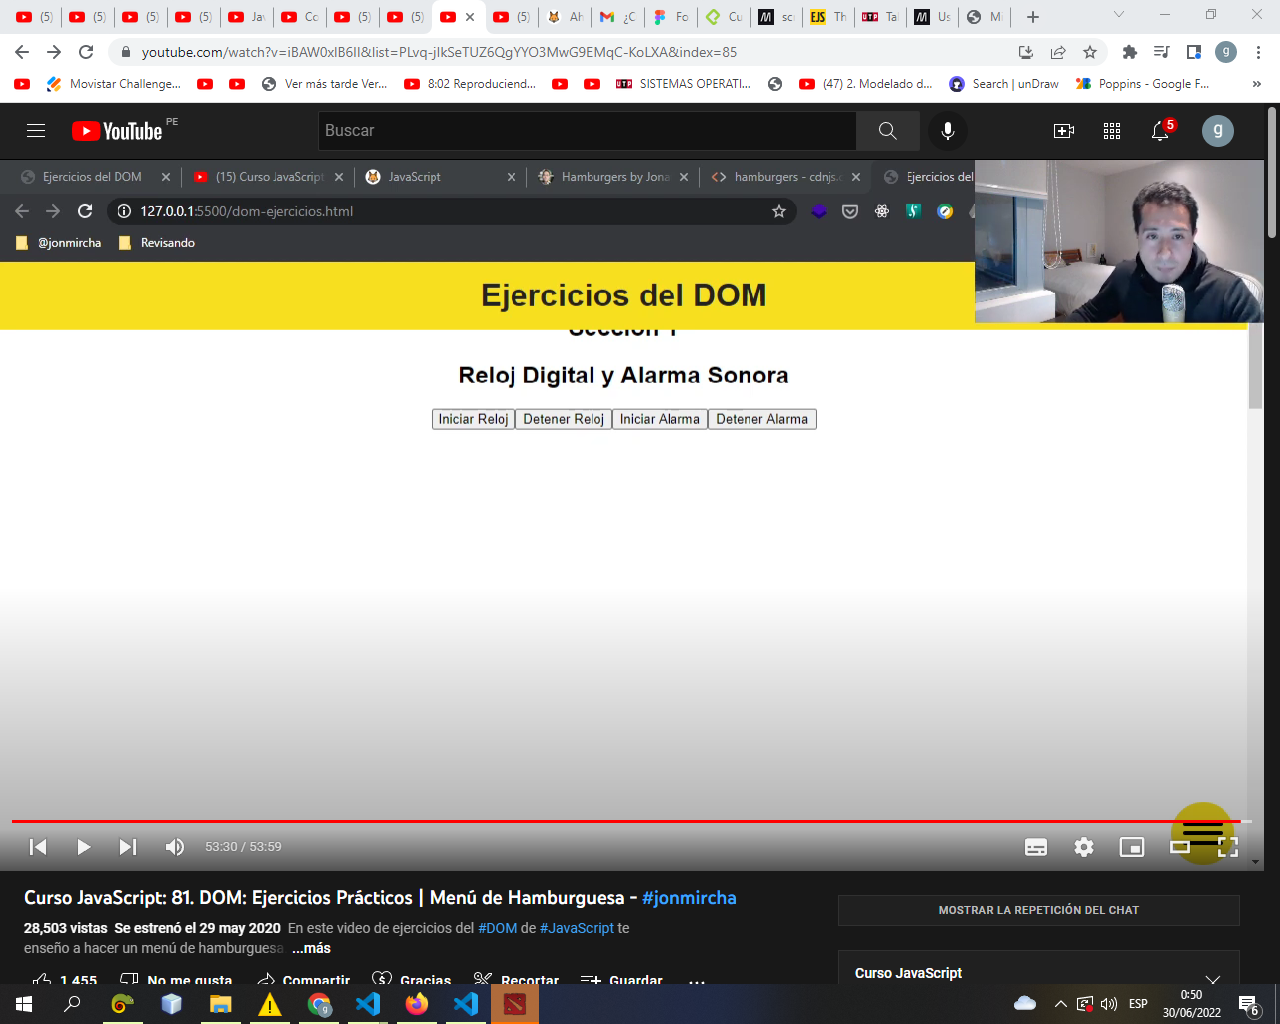 (5)
(5)
(5)
(5)
Ja
Co
(5)
(5)
(5)
Ah
¿C
Fo
Cu
sc
Th
Tal
Us
Mi
youtube.com/watch?v=iBAW0xlB6lI&list=PLvq-jIkSeTUZ6QgYYO3MwG9EMqC-KoLXA&index=85
g
Movistar Challenge...
Ver más tarde Ver...
8:02 Reproduciend...
SISTEMAS OPERATI...
(47) 2. Modelado d...
Search | unDraw
Poppins - Google F...
»
YouTube PE
Buscar
5
g
Ejercicios del DOM
(15) Curso JavaScript
JavaScript
Hamburgers by Jona
hamburgers - cdnjs.c
Ejercicios del
127.0.0.1:5500/dom-ejercicios.html
@jonmircha
Revisando
Ejercicios del DOM
Sección 1
Reloj Digital y Alarma Sonora
Iniciar Reloj
Detener Reloj
Iniciar Alarma
Detener Alarma
53:30 / 53:59
Curso JavaScript: 81. DOM: Ejercicios Prácticos | Menú de Hamburguesa - #jonmircha
28,503 vistas Se estrenó el 29 may 2020 En este video de ejercicios del #DOM de #JavaScript te
enseño a hacer un menú de hamburguesa ...más
1,455
No me gusta
Compartir
Gracias
Recortar
Guardar
...
MOSTRAR LA REPETICIÓN DEL CHAT
Curso JavaScript
ESP
0:50
30/06/2022
6